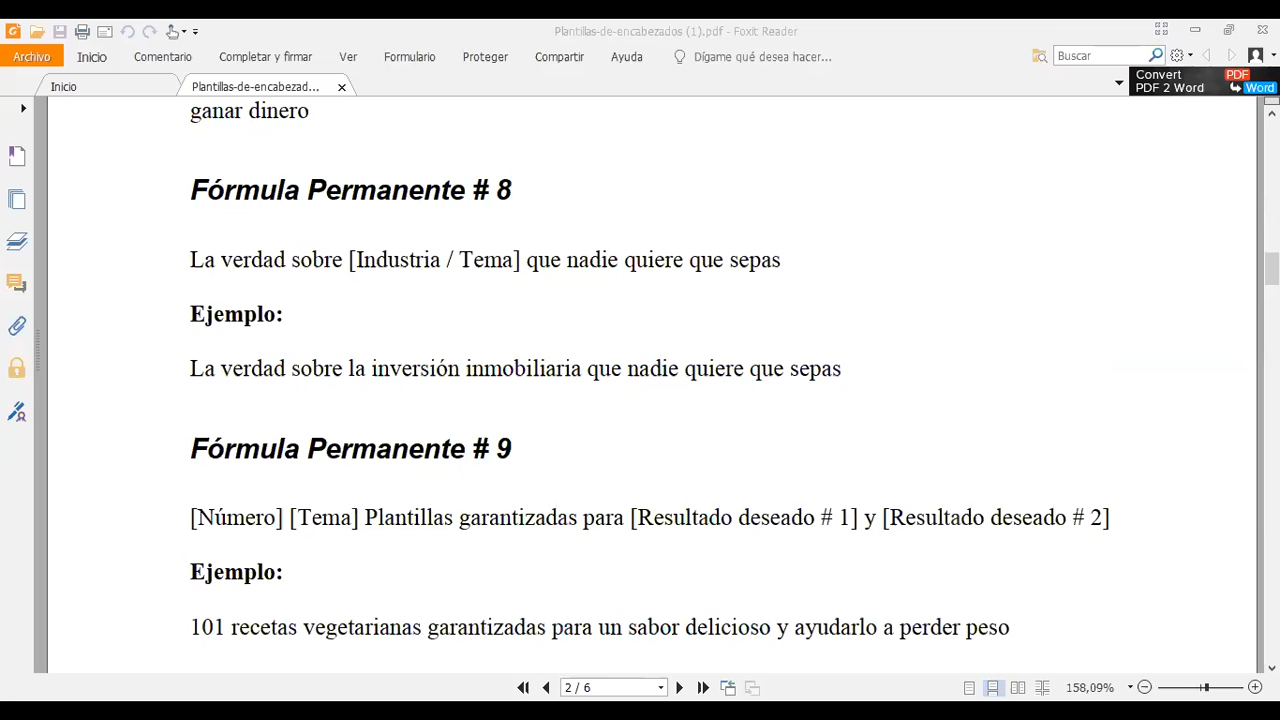 Plantillas-de-encabezados (1).pdf - Foxit Reader
Archivo Inicio Comentario Completar y firmar Ver Formulario Proteger Compartir Ayuda Dígame qué desea hacer... Buscar
Inicio Plantillas-de-encabezad...
Convert PDF
PDF 2 Word Word
ganar dinero
Fórmula Permanente # 8
La verdad sobre [Industria / Tema] que nadie quiere que sepas
Ejemplo:
La verdad sobre la inversión inmobiliaria que nadie quiere que sepas
Fórmula Permanente # 9
[Número] [Tema] Plantillas garantizadas para [Resultado deseado # 1] y [Resultado deseado # 2]
Ejemplo:
101 recetas vegetarianas garantizadas para un sabor delicioso y ayudarlo a perder peso
2 / 6 158,09%